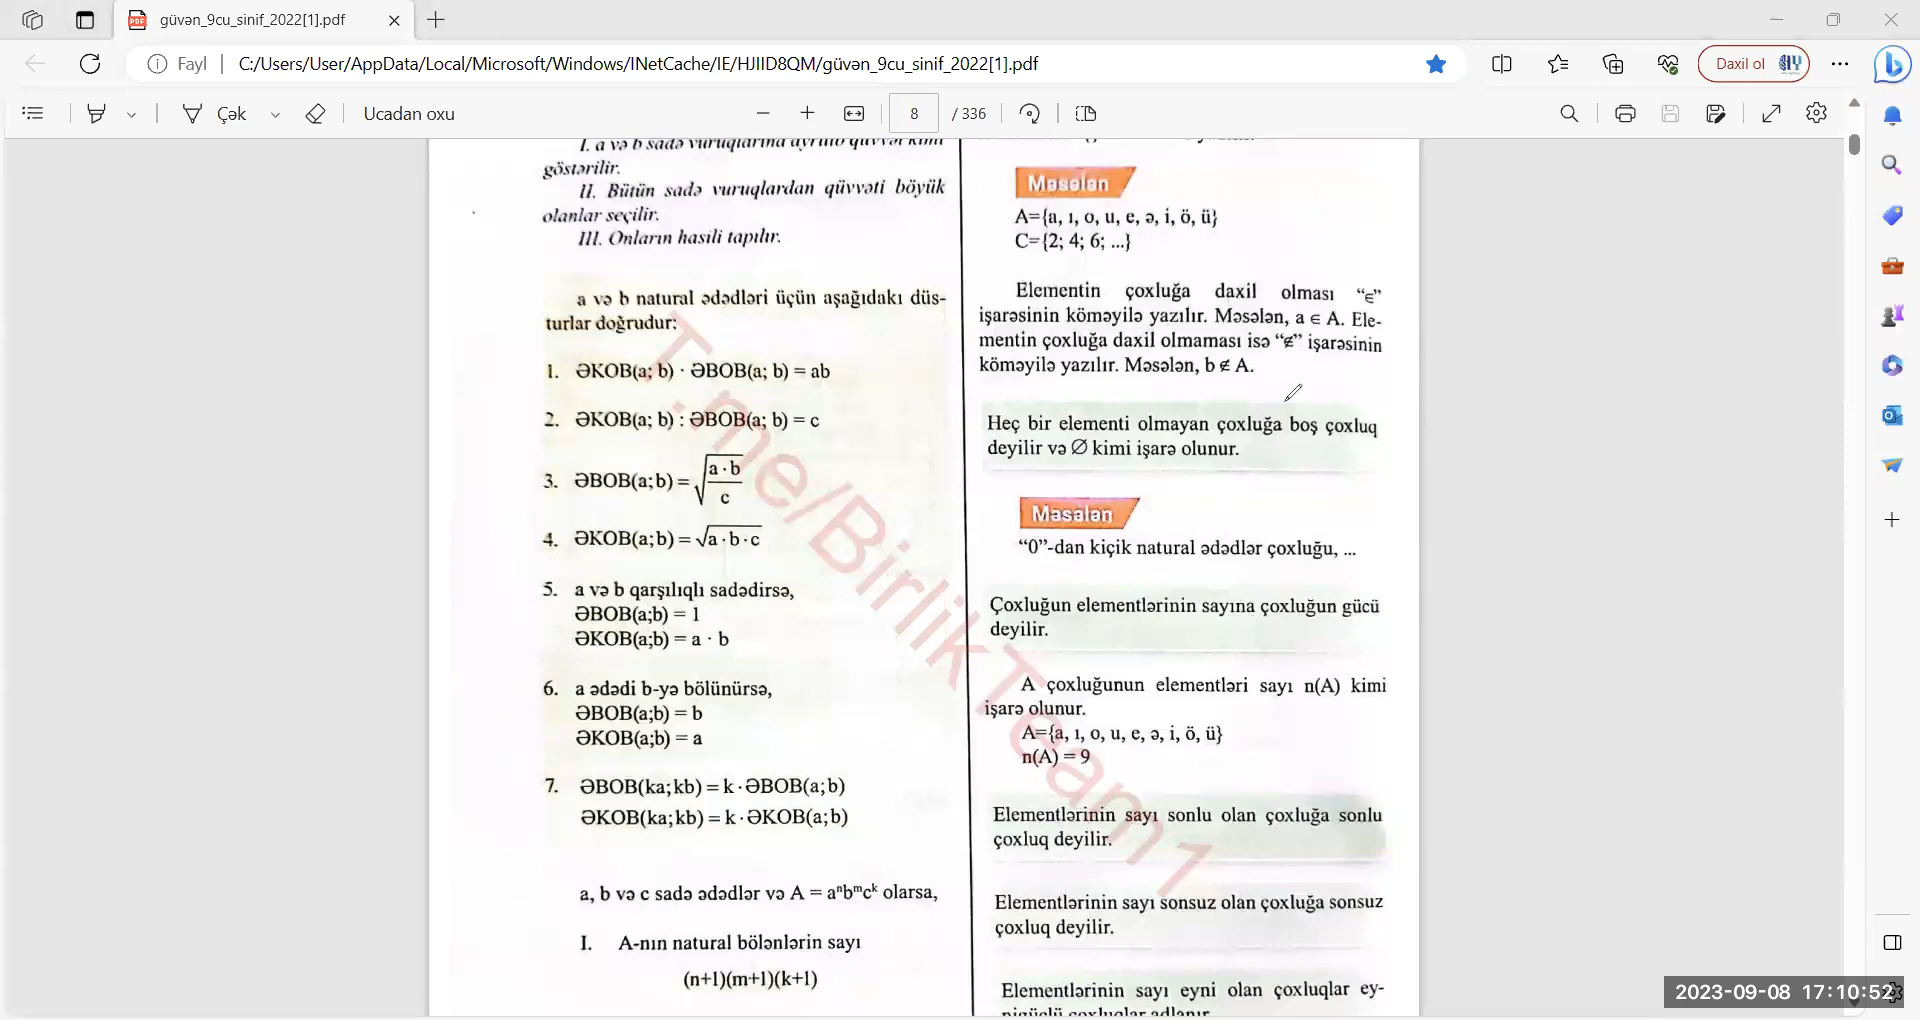 güvən_9cu_sinif_2022[1].pdf
Fayl
C:/Users/User/AppData/Local/Microsoft/Windows/INetCache/IE/HJIID8QM/güvən_9cu_sinif_2022[1].pdf
Daxil ol
Çək
Ucadan oxu
8 / 336
I. a və b sadə vuruqlarına ayrılıb qüvvət kimi
göstərilir.
II. Bütün sadə vuruqlardan qüvvəti böyük
olanlar seçilir.
III. Onların hasili tapılır.
a və b natural ədədləri üçün aşağıdakı düs-
turlar doğrudur:
1. ƏKOB(a; b) · ƏBOB(a; b) = ab
2. ƏKOB(a; b) : ƏBOB(a; b) = c
3. ƏBOB(a;b) = √(a·b/c)
4. ƏKOB(a;b) = √a·b·c
5. a və b qarşılıqlı sadədirsə,
ƏBOB(a;b) = 1
ƏKOB(a;b) = a · b
6. a ədədi b-yə bölünürsə,
ƏBOB(a;b) = b
ƏKOB(a;b) = a
7. ƏBOB(ka;kb) = k·ƏBOB(a;b)
ƏKOB(ka;kb) = k·ƏKOB(a;b)
a, b və c sadə ədədlər və A = aⁿbᵐcᵏ olarsa,
I. A-nın natural bölənlərin sayı
(n+1)(m+1)(k+1)
Məsələn
A={a, ı, o, u, e, ə, i, ö, ü}
C={2; 4; 6; ...}
Elementin çoxluğa daxil olması “∈”
işarəsinin köməyilə yazılır. Məsələn, a ∈ A. Ele-
mentin çoxluğa daxil olmaması isə “∉” işarəsinin
köməyilə yazılır. Məsələn, b ∉ A.
Heç bir elementi olmayan çoxluğa boş çoxluq
deyilir və ∅ kimi işarə olunur.
Məsələn
“0”-dan kiçik natural ədədlər çoxluğu, ...
Çoxluğun elementlərinin sayına çoxluğun gücü
deyilir.
A çoxluğunun elementləri sayı n(A) kimi
işarə olunur.
A={a, ı, o, u, e, ə, i, ö, ü}
n(A) = 9
Elementlərinin sayı sonlu olan çoxluğa sonlu
çoxluq deyilir.
Elementlərinin sayı sonsuz olan çoxluğa sonsuz
çoxluq deyilir.
Elementlərinin sayı eyni olan çoxluqlar ey-
nigüclü çoxluqlar adlanır.
T.me/BirlikTeam1
2023-09-08 17:10:52